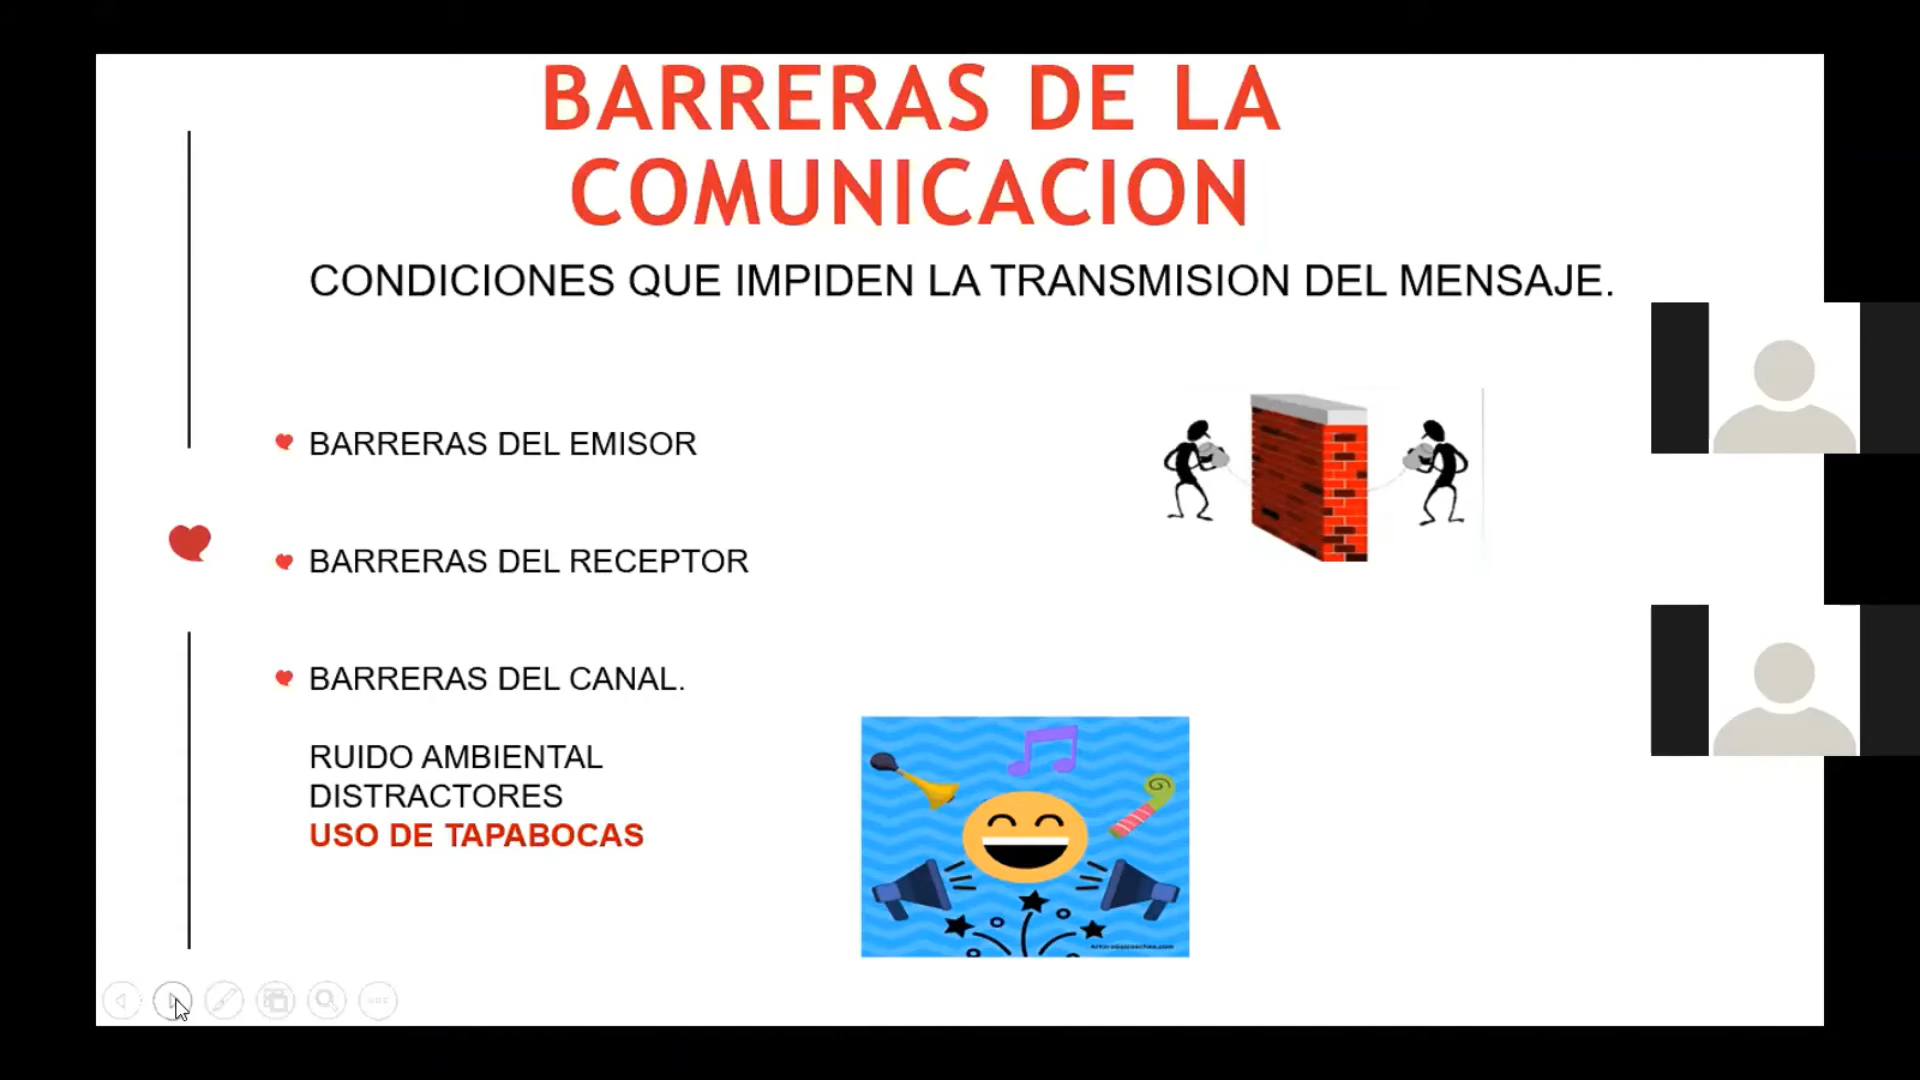 BARRERAS DE LA
COMUNICACION
CONDICIONES QUE IMPIDEN LA TRANSMISION DEL MENSAJE.
BARRERAS DEL EMISOR
BARRERAS DEL RECEPTOR
BARRERAS DEL CANAL.
RUIDO AMBIENTAL
DISTRACTORES
USO DE TAPABOCAS